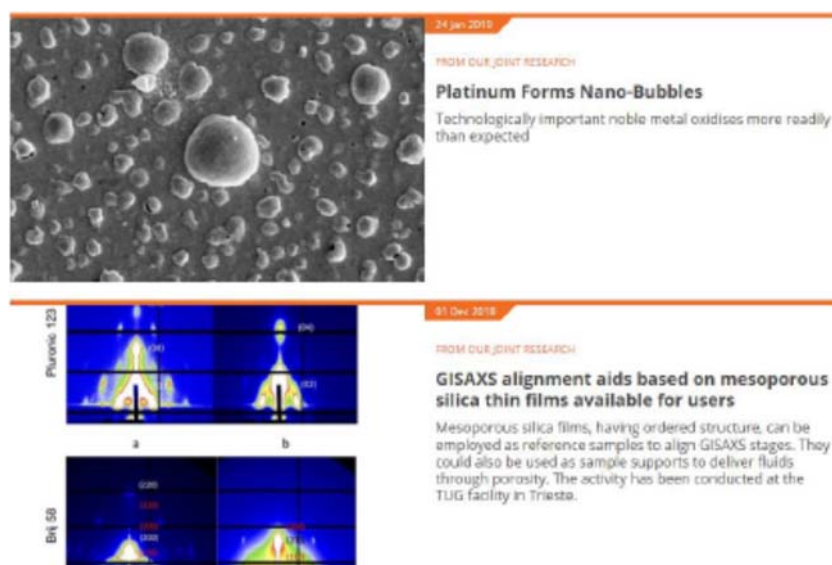 24 Jan 2019
FROM OUR JOINT RESEARCH
Platinum Forms Nano-Bubbles
Technologically important noble metal oxidises more readily
than expected
01 Dec 2018
FROM OUR JOINT RESEARCH
GISAXS alignment aids based on mesoporous
silica thin films available for users
Mesoporous silica films, having ordered structure, can be
employed as reference samples to align GISAXS stages. They
could also be used as sample supports to deliver fluids
through porosity. The activity has been conducted at the
TUG facility in Trieste.
Pluronic 123
(04)
(02)
a
b
Brij 58
(220)
(200)